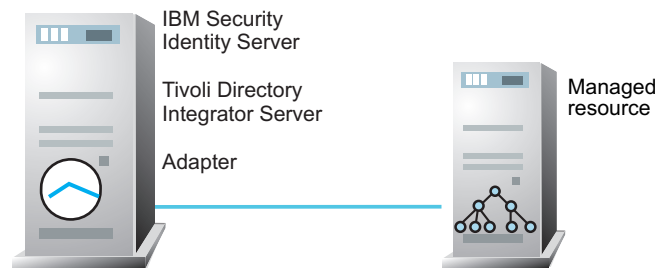 IBM Security
Identity Server
Tivoli Directory
Integrator Server
Adapter
Managed
resource